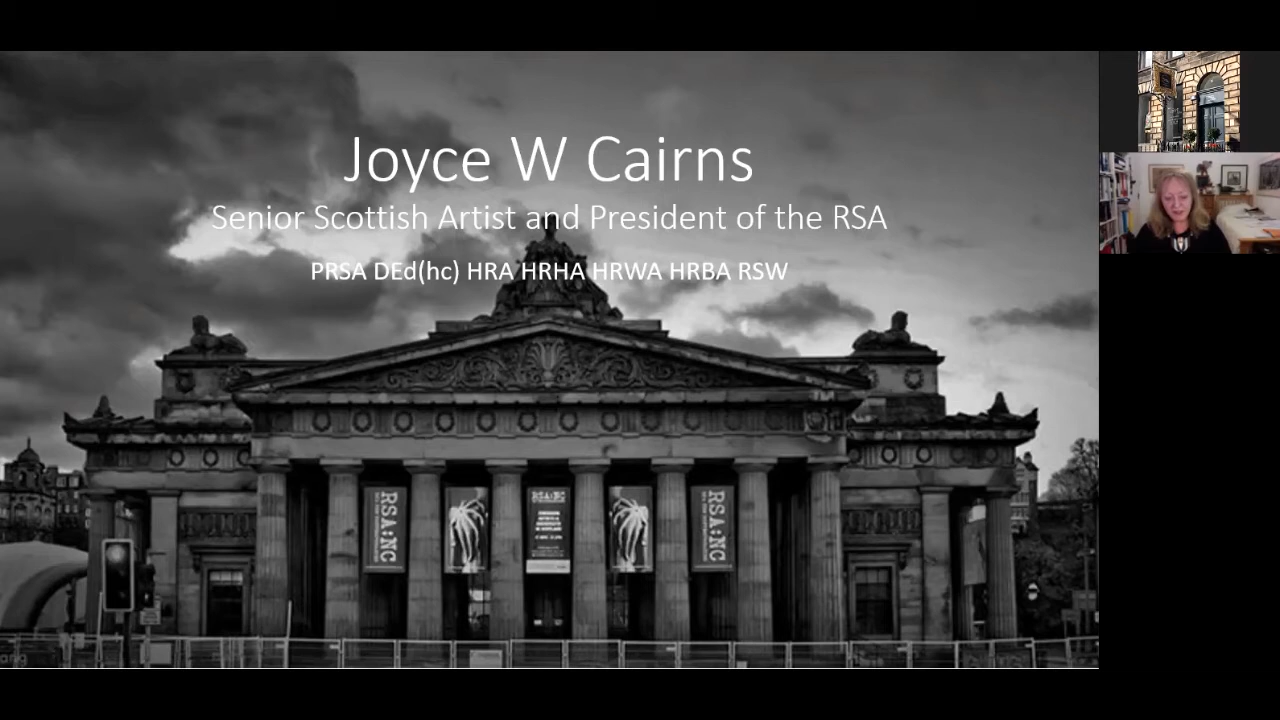 Joyce W Cairns
Senior Scottish Artist and President of the RSA
PRSA DEd(hc) HRA HRHA HRWA HRBA RSW
RSA:NC
RSA:NC
RSA:NC